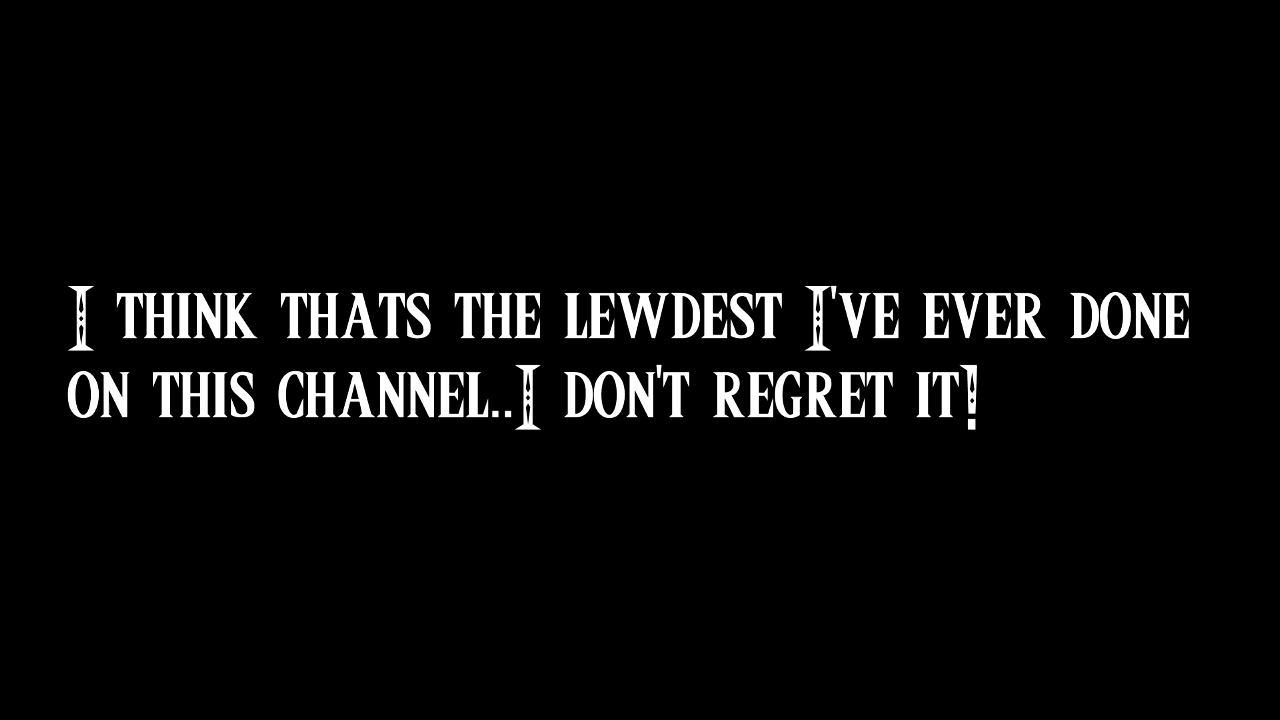 I THINK THATS THE LEWDEST I'VE EVER DONE
ON THIS CHANNEL..I DON'T REGRET IT!